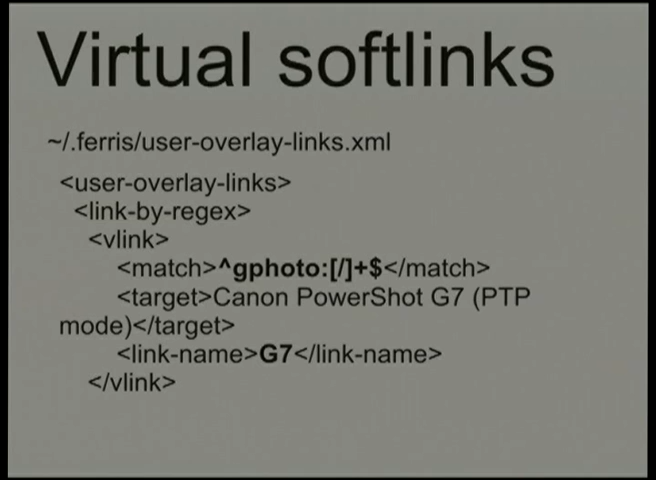 Virtual softlinks
~/.ferris/user-overlay-links.xml
<user-overlay-links>
<link-by-regex>
<vlink>
<match>^gphoto:[/]+$</match>
<target>Canon PowerShot G7 (PTP
mode)</target>
<link-name>G7</link-name>
</vlink>